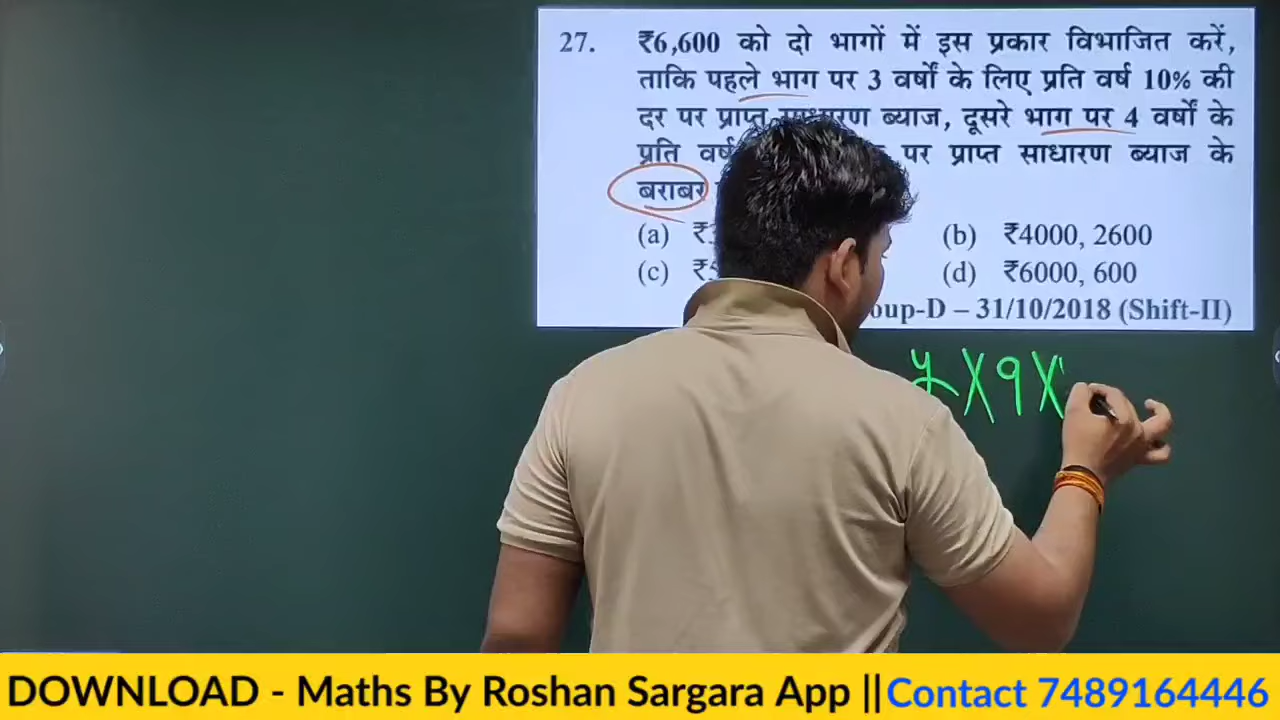 27. ₹6,600 को दो भागों में इस प्रकार विभाजित करें,
ताकि पहले भाग पर 3 वर्षों के लिए प्रति वर्ष 10% की
दर पर प्राप्त साधारण ब्याज, दूसरे भाग पर 4 वर्षों के
प्रति वर्ष पर प्राप्त साधारण ब्याज के
बराबर
(a) (b) ₹4000, 2600
(c) (d) ₹6000, 600
oup-D – 31/10/2018 (Shift-II)
X 9 X
DOWNLOAD - Maths By Roshan Sargara App || Contact 7489164446